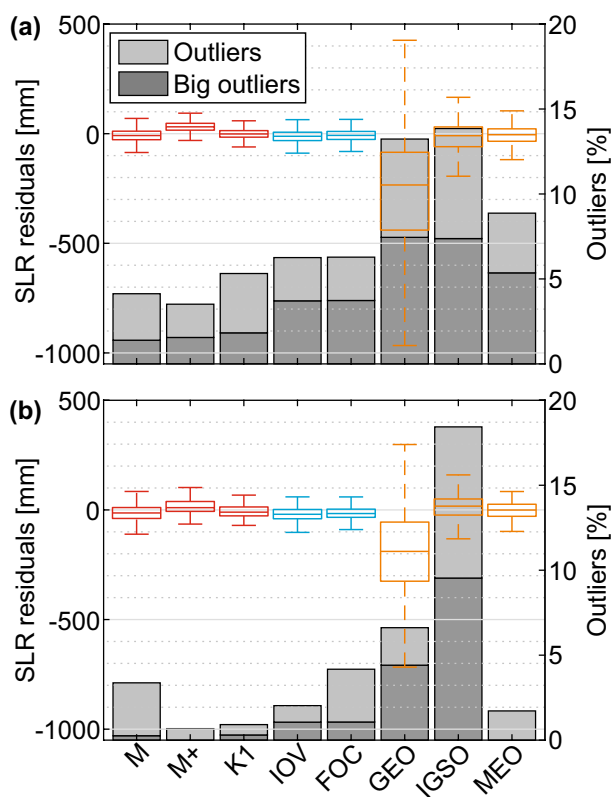 (a)
500
0
-500
-1000
SLR residuals [mm]
Outliers
Big outliers
20
15
10
5
0
Outliers [%]
(b)
500
0
-500
-1000
SLR residuals [mm]
20
15
10
5
0
Outliers [%]
M
M+
K1
IOV
FOC
GEO
IGSO
MEO